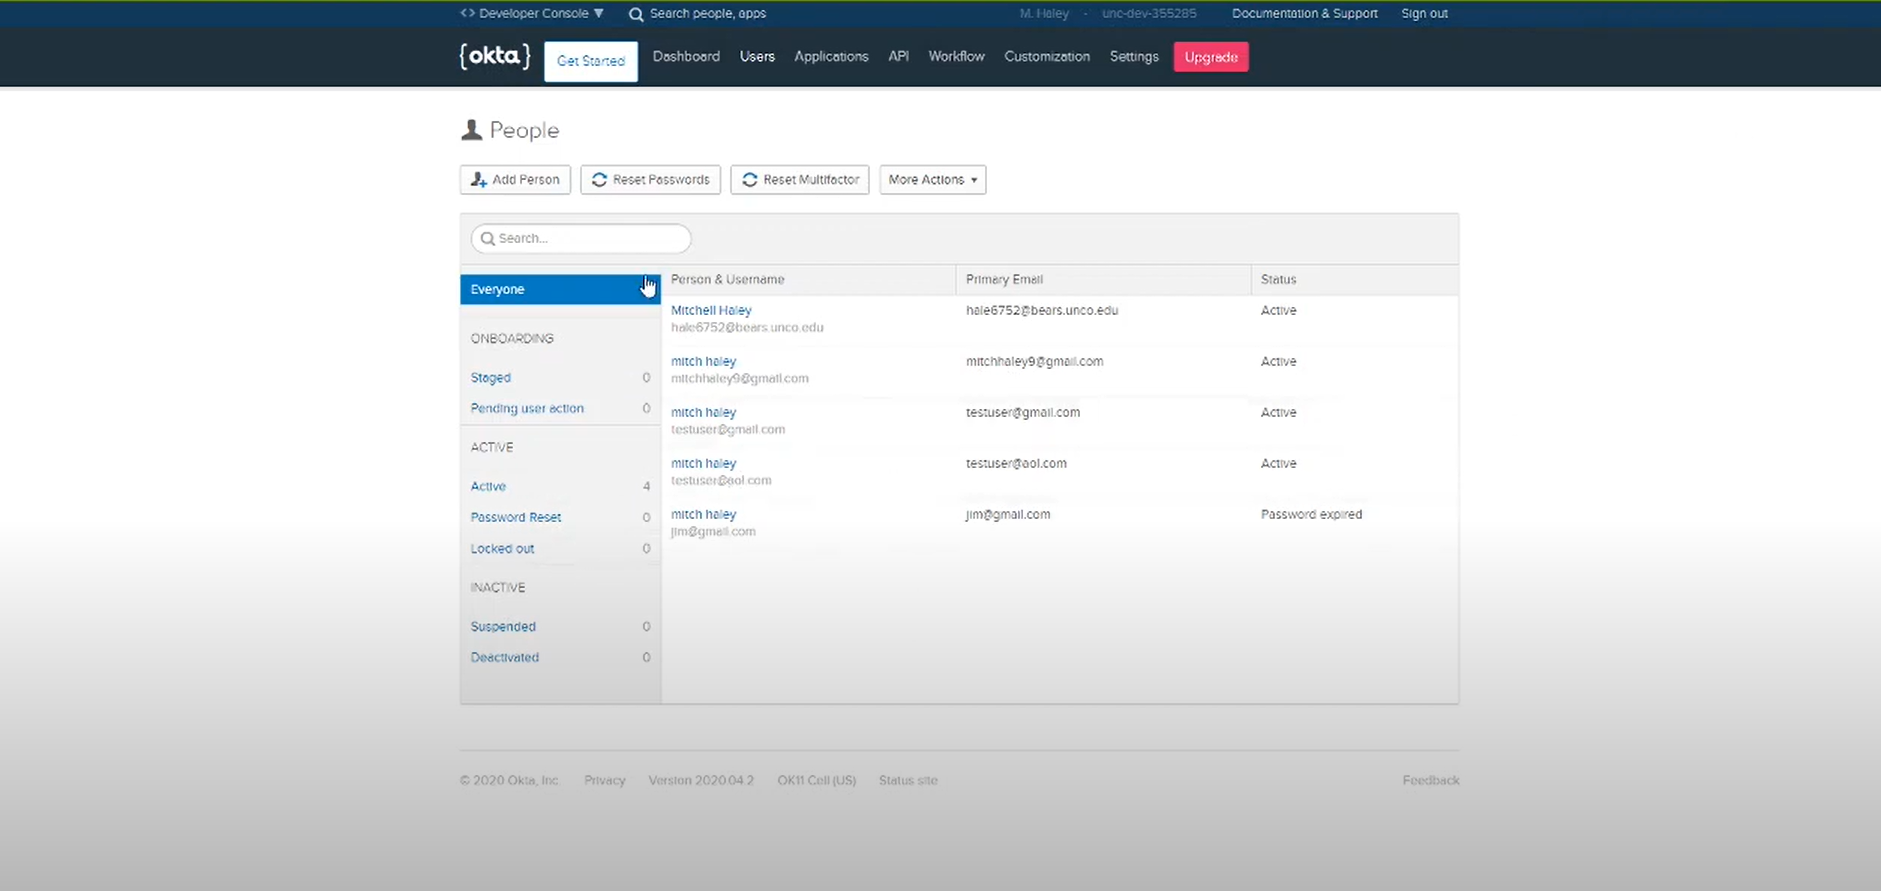 <> Developer Console ▼ Search people, apps M. Haley - unc-dev-355285 Documentation & Support Sign out
{okta} Get Started Dashboard Users Applications API Workflow Customization Settings Upgrade
People
Add Person Reset Passwords Reset Multifactor More Actions ▾
Search...
Everyone
Person & Username Primary Email Status
Mitchell Haley hale6752@bears.unco.edu Active
hale6752@bears.unco.edu
ONBOARDING
mitch haley mitchhaley9@gmail.com Active
Staged 0
mitchhaley9@gmail.com
Pending user action 0
mitch haley testuser@gmail.com Active
testuser@gmail.com
ACTIVE
mitch haley testuser@aol.com Active
testuser@aol.com
Active 4
Password Reset 0
mitch haley jim@gmail.com Password expired
jim@gmail.com
Locked out 0
INACTIVE
Suspended 0
Deactivated 0
© 2020 Okta, Inc Privacy Version 2020.04.2 OK11 Cell (US) Status site Feedback